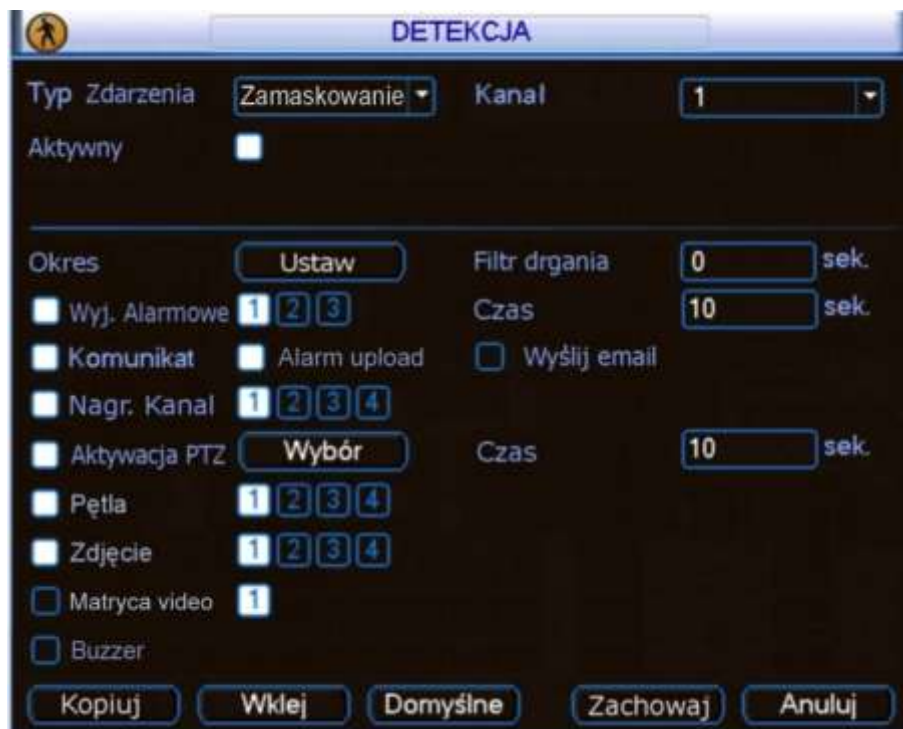 DETEKCJA
Typ Zdarzenia Zamaskowanie Kanal 1
Aktywny
Okres Ustaw Filtr drgania 0 sek.
Wyj. Alarmowe 1 2 3 Czas 10 sek.
Komunikat Alarm upload Wyślij email
Nagr. Kanal 1 2 3 4
Aktywacja PTZ Wybór Czas 10 sek.
Pętla 1 2 3 4
Zdjęcie 1 2 3 4
Matryca video 1
Buzzer
Kopiuj Wklej Domyślne Zachowaj Anuluj